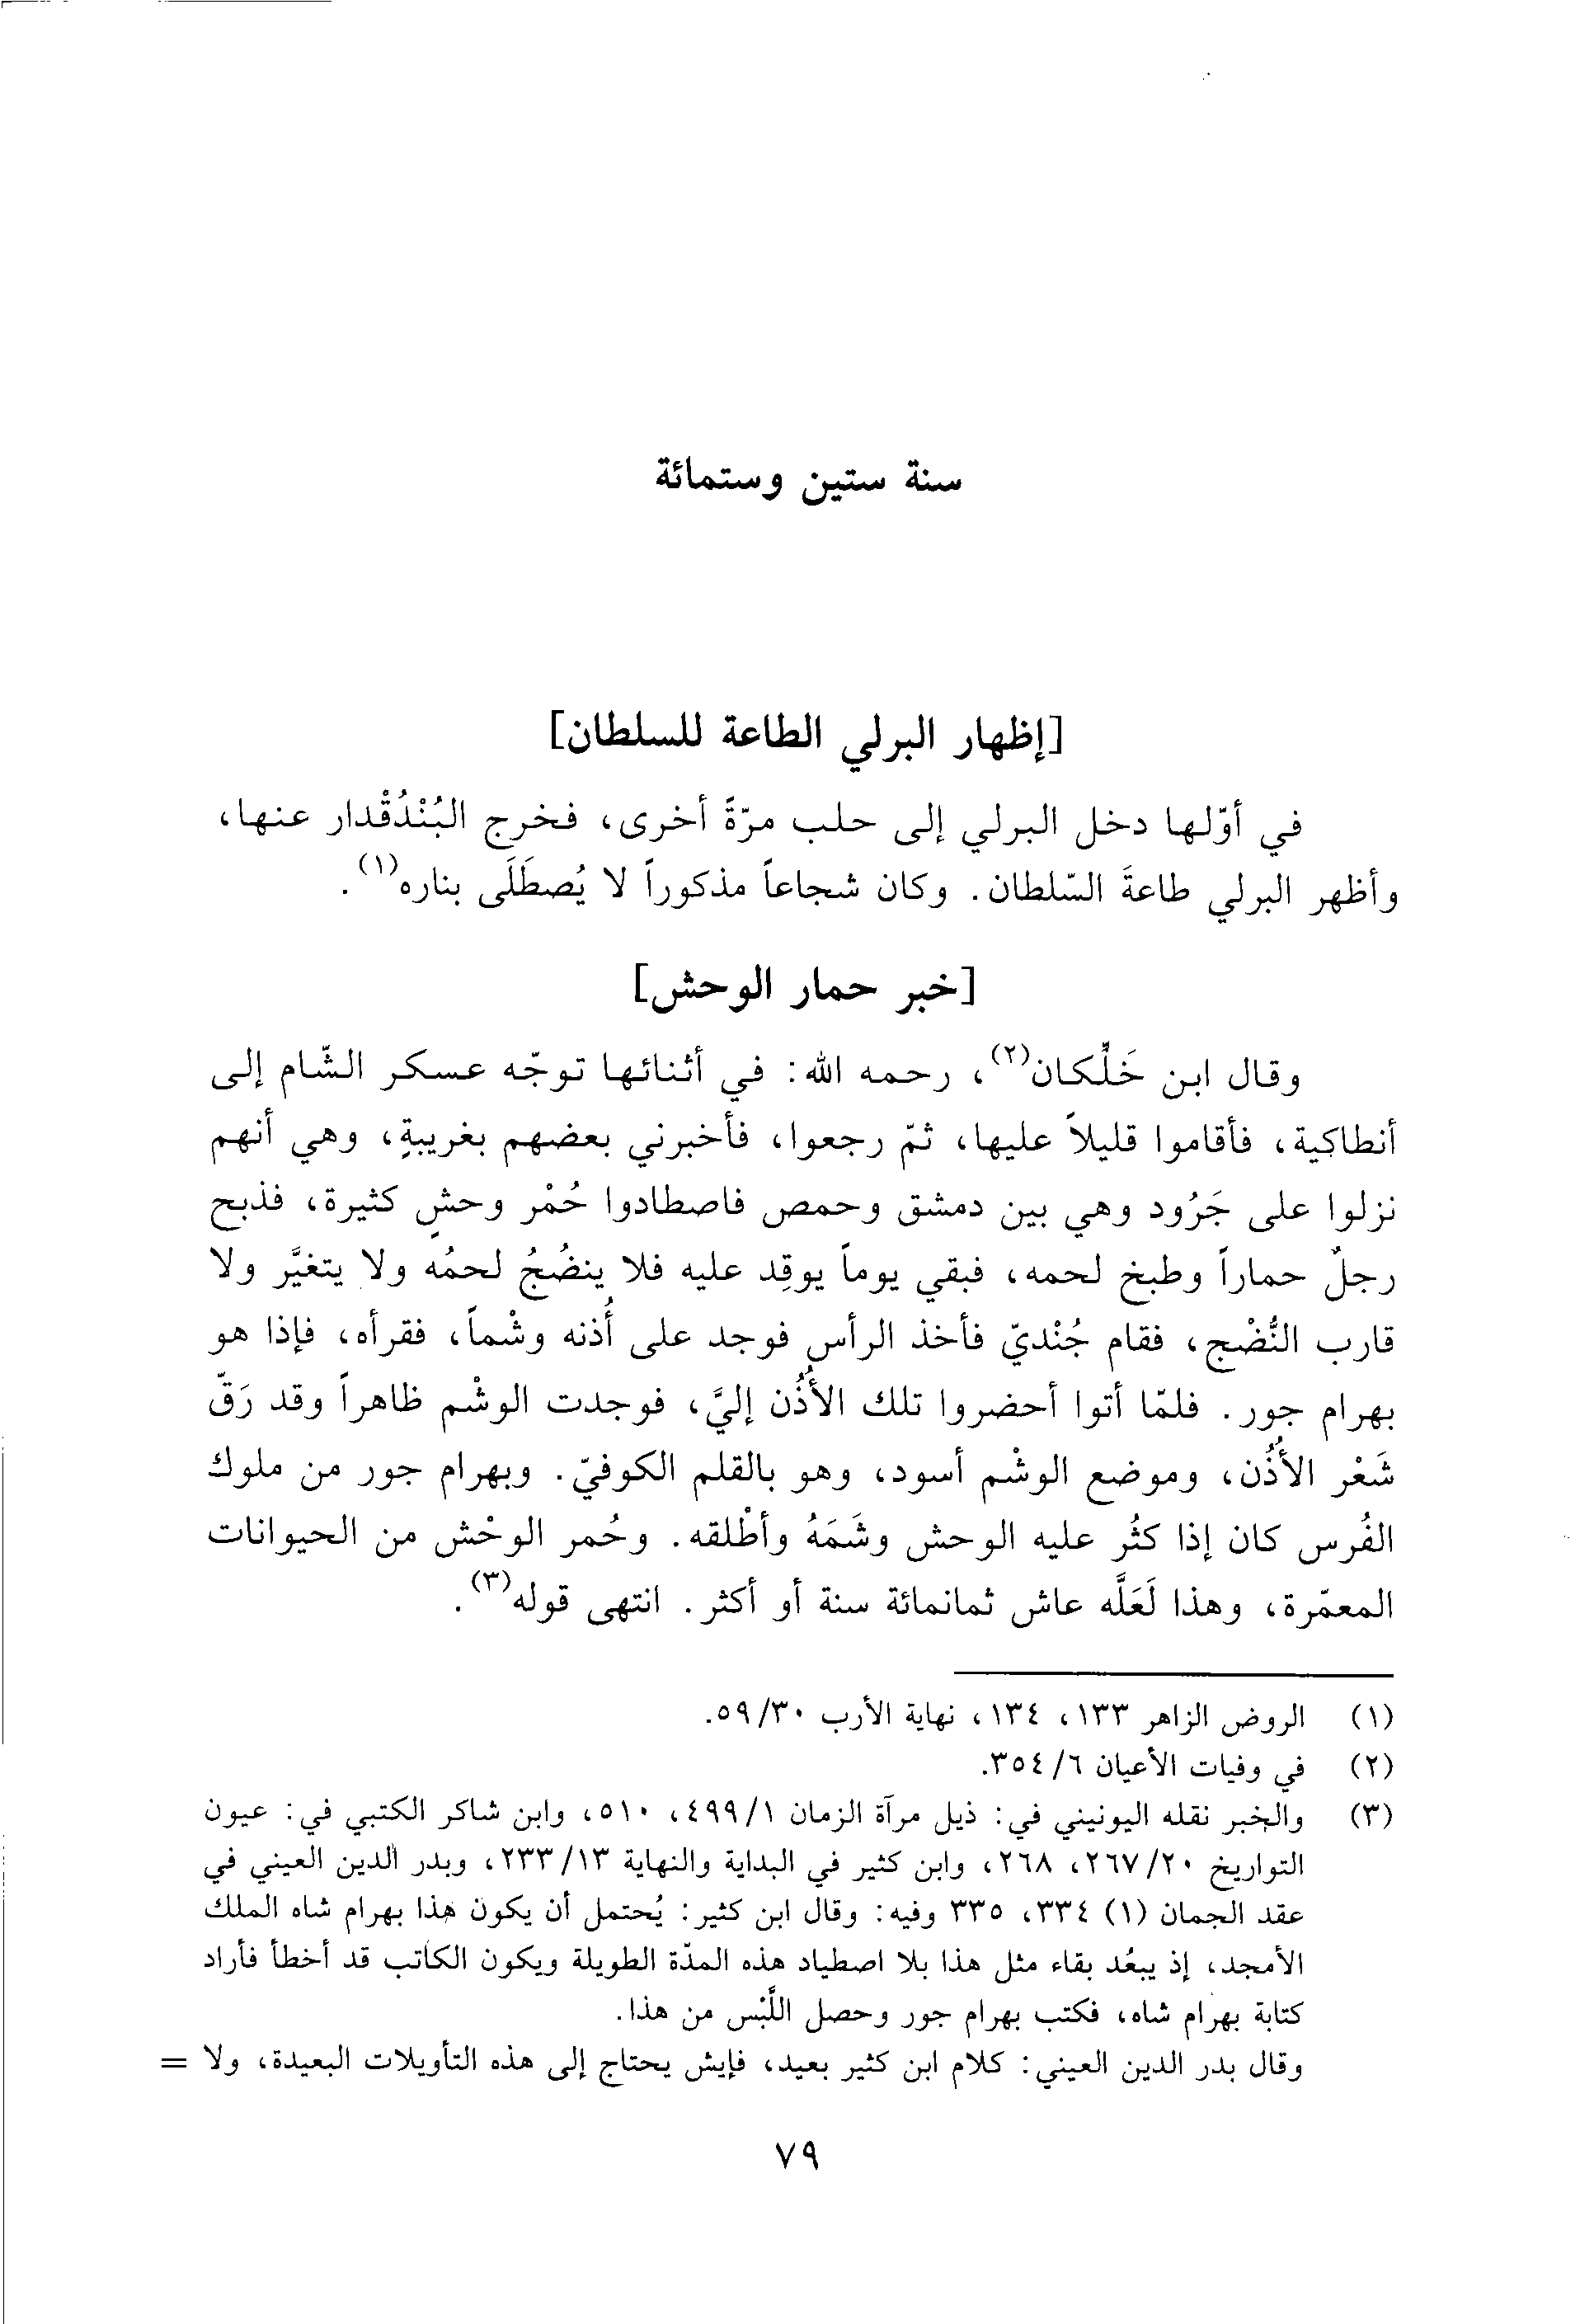 سنة ستين وستمائة
[إظهار البرلي الطاعة للسلطان]
في أوّلها دخل البرلي إلى حلب مرّةً أخرى، فخرج البُنْدُقْدار عنها،
وأظهر البرلي طاعةَ السّلطان. وكان شجاعاً مذكوراً لا يُصطَلَى بناره(١).
[خبر حمار الوحش]
وقال ابن خَلِّكان(٢)، رحمه الله: في أثنائها توجّه عسكر الشّام إلى
أنطاكية، فأقاموا قليلاً عليها، ثمّ رجعوا، فأخبرني بعضهم بغريبةٍ، وهي أنهم
نزلوا على جَرُود وهي بين دمشق وحمص فاصطادوا حُمْر وحشٍ كثيرة، فذبح
رجلٌ حماراً وطبخ لحمه، فبقي يوماً يوقِد عليه فلا ينضُجُ لحمُه ولا يتغيَّر ولا
قارب النُّضْج، فقام جُنْديّ فأخذ الرأس فوجد على أُذنه وشْماً، فقرأه، فإذا هو
بهرام جور. فلمّا أتوا أحضروا تلك الأُذُن إليَّ، فوجدت الوشْم ظاهراً وقد رَقّ
شَعْر الأُذُن، وموضع الوشْم أسود، وهو بالقلم الكوفيّ. وبهرام جور من ملوك
الفُرس كان إذا كثُر عليه الوحش وشَمَهُ وأطْلقه. وحُمر الوحْش من الحيوانات
المعمّرة، وهذا لَعَلَّه عاش ثمانمائة سنة أو أكثر. انتهى قوله(٣).
(١) الروض الزاهر ١٣٣، ١٣٤، نهاية الأرب ٥٩/٣٠.
(٢) في وفيات الأعيان ٣٥٤/٦.
(٣) والخبر نقله اليونيني في: ذيل مرآة الزمان ٤٩٩/١، ٥١٠، وابن شاكر الكتبي في: عيون
التواريخ ٢٦٧/٢٠، ٢٦٨، وابن كثير في البداية والنهاية ٢٣٣/١٣، وبدر الدين العيني في
عقد الجمان (١) ٣٣٤، ٣٣٥ وفيه: وقال ابن كثير: يُحتمل أن يكون هذا بهرام شاه الملك
الأمجد، إذ يبعُد بقاء مثل هذا بلا اصطياد هذه المدّة الطويلة ويكون الكاتب قد أخطأ فأراد
كتابة بهرام شاه، فكتب بهرام جور وحصل اللَّبْس من هذا.
وقال بدر الدين العيني: كلام ابن كثير بعيد، فإيش يحتاج إلى هذه التأويلات البعيدة، ولا =
٧٩